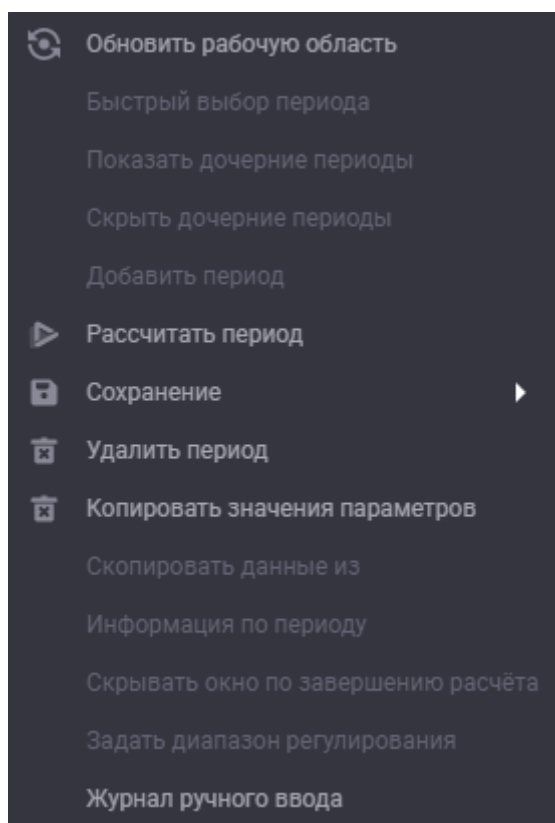 Обновить рабочую область
Быстрый выбор периода
Показать дочерние периоды
Скрыть дочерние периоды
Добавить период
Рассчитать период
Сохранение
Удалить период
Копировать значения параметров
Скопировать данные из
Информация по периоду
Скрывать окно по завершению расчёта
Задать диапазон регулирования
Журнал ручного ввода